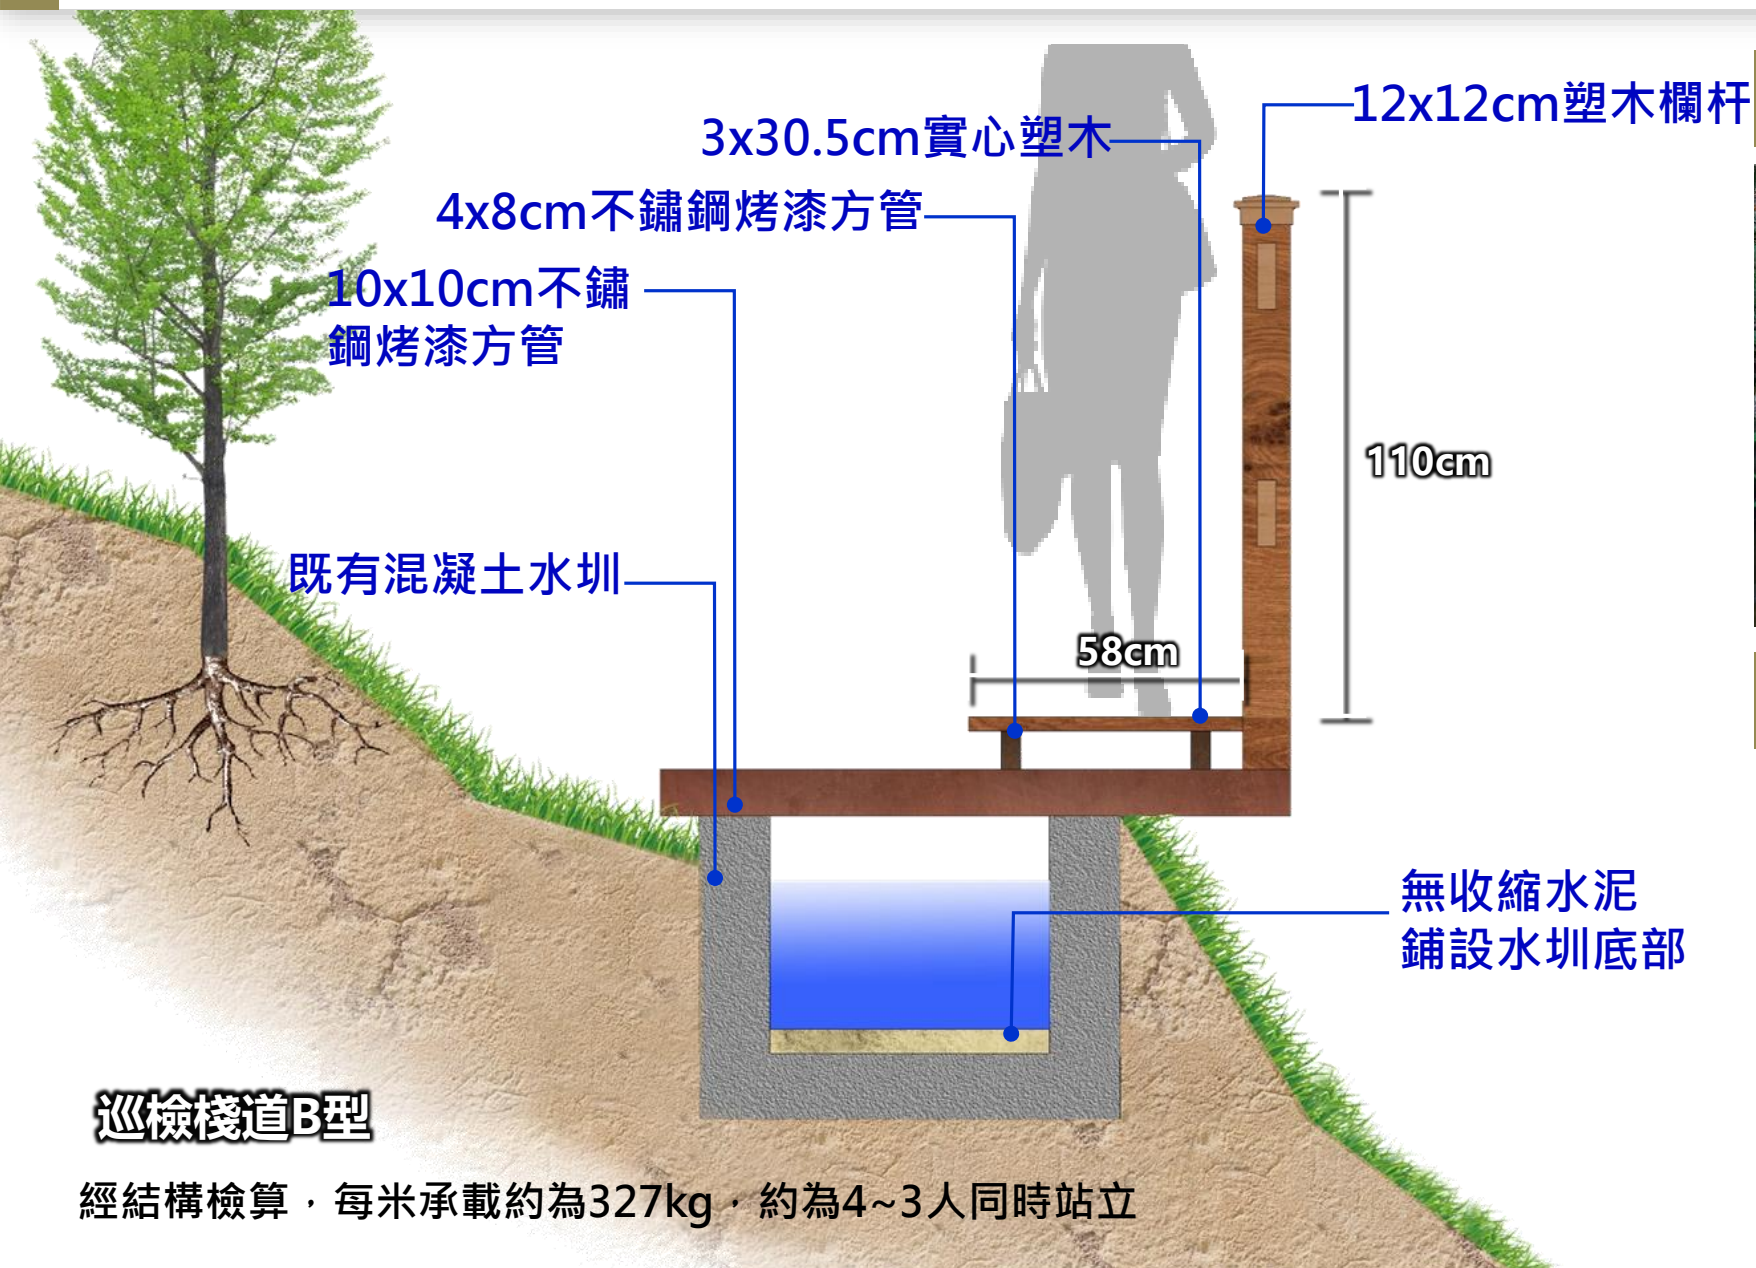 12x12cm塑木欄杆
3x30.5cm實心塑木
4x8cm不鏽鋼烤漆方管
10x10cm不鏽
鋼烤漆方管
110cm
既有混凝土水圳
58cm
無收縮水泥
鋪設水圳底部
巡檢棧道B型
經結構檢算，每米承載約為327kg，約為4~3人同時站立